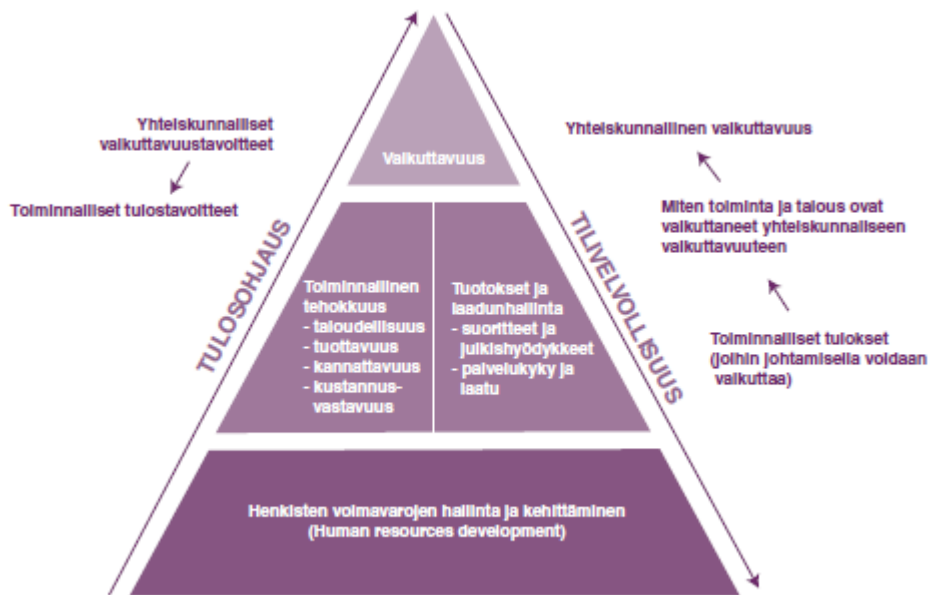 Yhteiskunnalliset
vaikuttavuustavoitteet
Toiminnalliset tulostavoitteet
TULOSOHJAUS
Vaikuttavuus
Toiminnallinen
tehokkuus
- taloudellisuus
- tuottavuus
- kannattavuus
- kustannus-
vastavuus
Tuotokset ja
laadunhallinta
- suoritteet ja
julkishyödykkeet
- palvelukyky ja
laatu
Henkisten voimavarojen hallinta ja kehittäminen
(Human resources development)
TILIVELVOLLISUUS
Yhteiskunnallinen vaikuttavuus
Miten toiminta ja talous ovat
vaikuttaneet yhteiskunnalliseen
vaikuttavuuteen
Toiminnalliset tulokset
(joihin johtamisella voidaan
vaikuttaa)